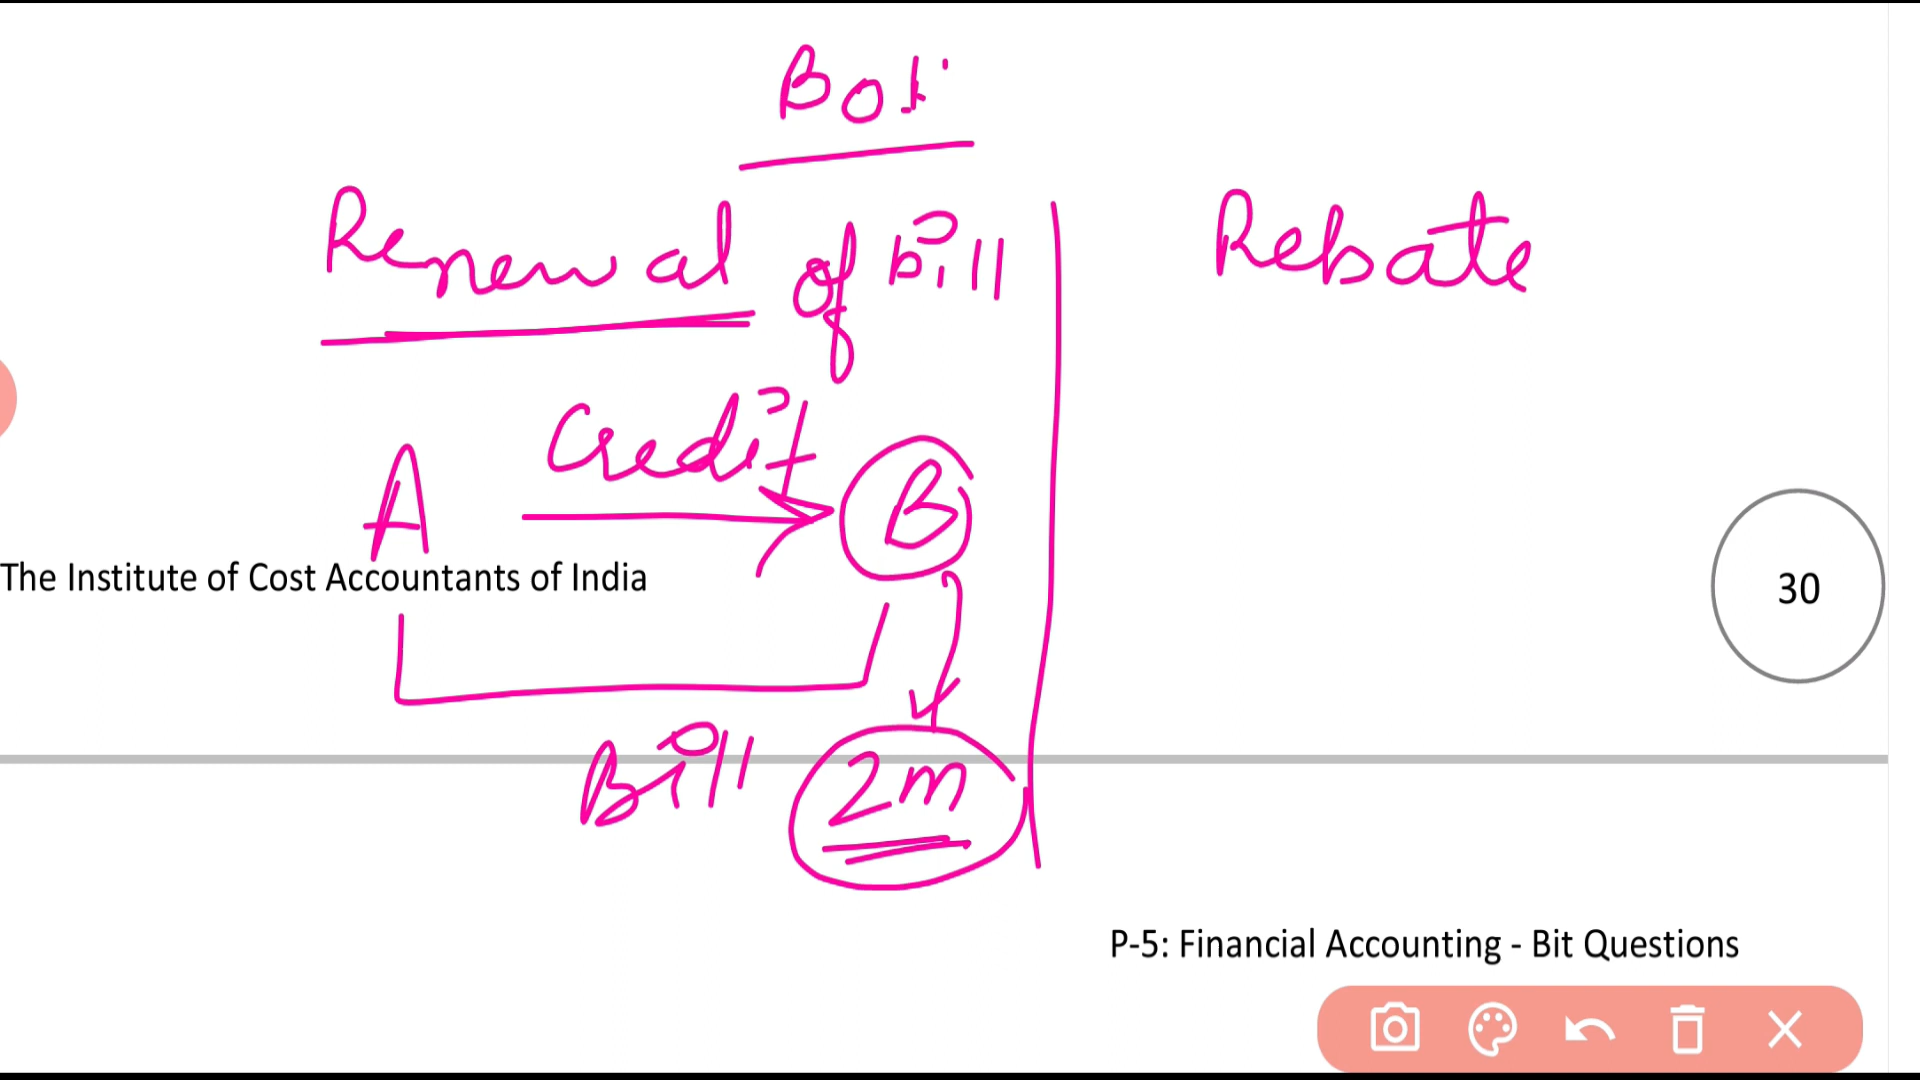 BoE
Renewal of bill
Rebate
Credit
A
B
The Institute of Cost Accountants of India
30
Bill
2m
P-5: Financial Accounting - Bit Questions